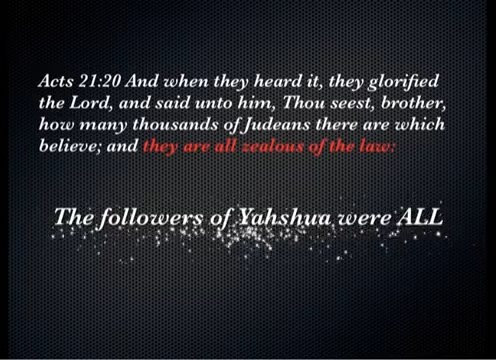 Acts 21:20 And when they heard it, they glorified
the Lord, and said unto him, Thou seest, brother,
how many thousands of Judeans there are which
believe; and they are all zealous of the law:
The followers of Yahshua were ALL